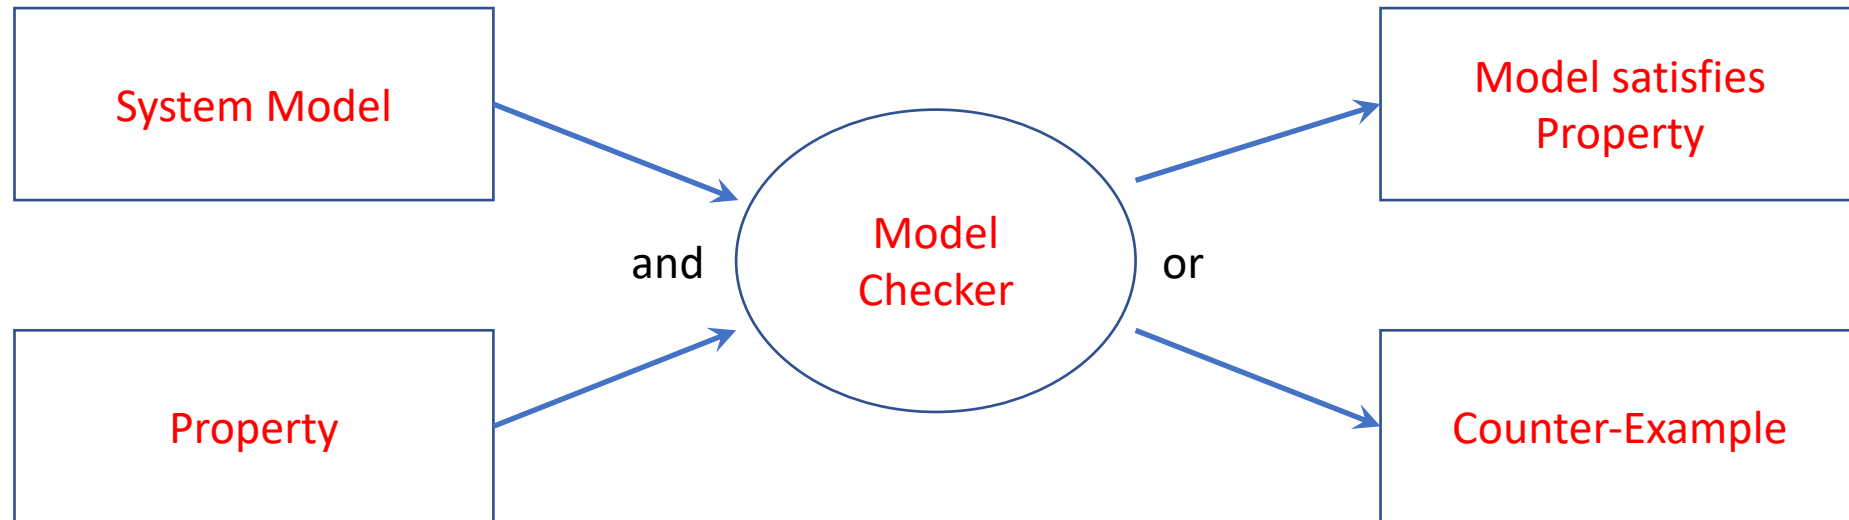 System Model
Property
and
Model
Checker
or
Model satisfies
Property
Counter-Example